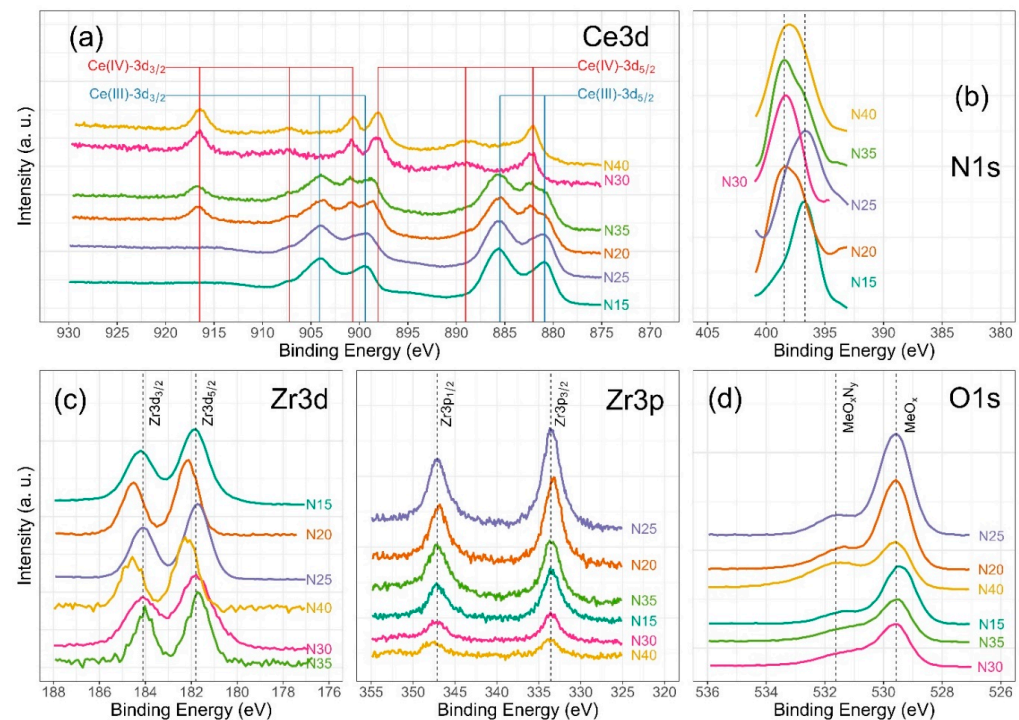 (a)
Ce3d
Ce(IV)-3d3/2
Ce(IV)-3d5/2
Ce(III)-3d3/2
Ce(III)-3d5/2
N40
N30
N35
N20
N25
N15
Intensity (a. u.)
930 925 920 915 910 905 900 895 890 885 880 875 870
Binding Energy (eV)
(b)
N1s
N40
N35
N30
N25
N20
N15
405 400 395 390 385 380
Binding Energy (eV)
(c)
Zr3d
Zr3d3/2
Zr3d5/2
N15
N20
N25
N40
N30
N35
Intensity (a. u.)
188 186 184 182 180 178 176
Binding Energy (eV)
Zr3p
Zr3p1/2
Zr3p3/2
N25
N20
N35
N15
N30
N40
355 350 345 340 335 330 325 320
Binding Energy (eV)
(d)
O1s
MeOxNy
MeOx
N25
N20
N40
N15
N35
N30
536 534 532 530 528 526
Binding Energy (eV)